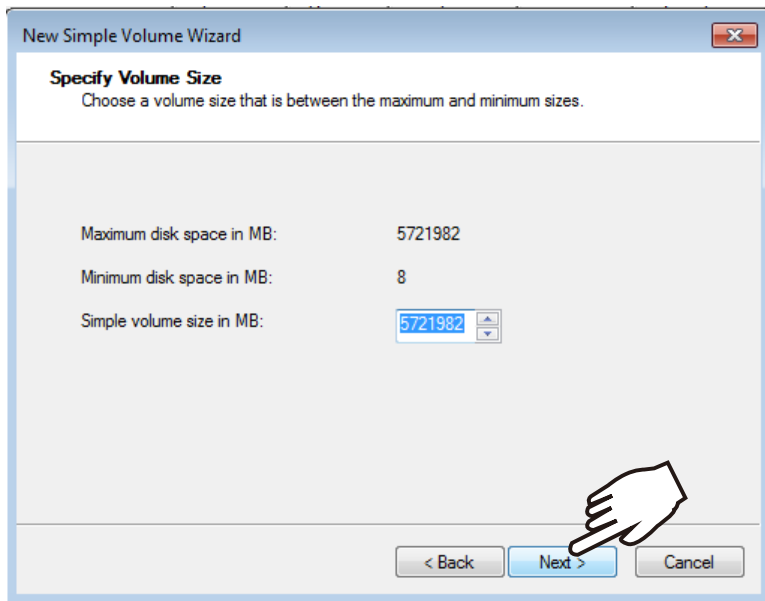 New Simple Volume Wizard
Specify Volume Size
Choose a volume size that is between the maximum and minimum sizes.
Maximum disk space in MB: 5721982
Minimum disk space in MB: 8
Simple volume size in MB: 5721982
< Back Next > Cancel